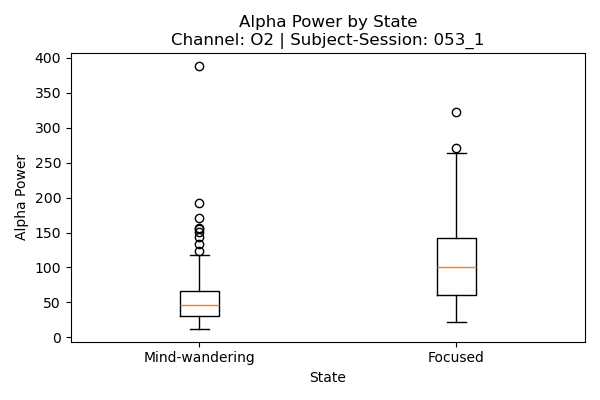 Alpha Power by State
Channel: O2 | Subject-Session: 053_1
400
350
300
250
200
150
100
50
0
Alpha Power
Mind-wandering
Focused
State